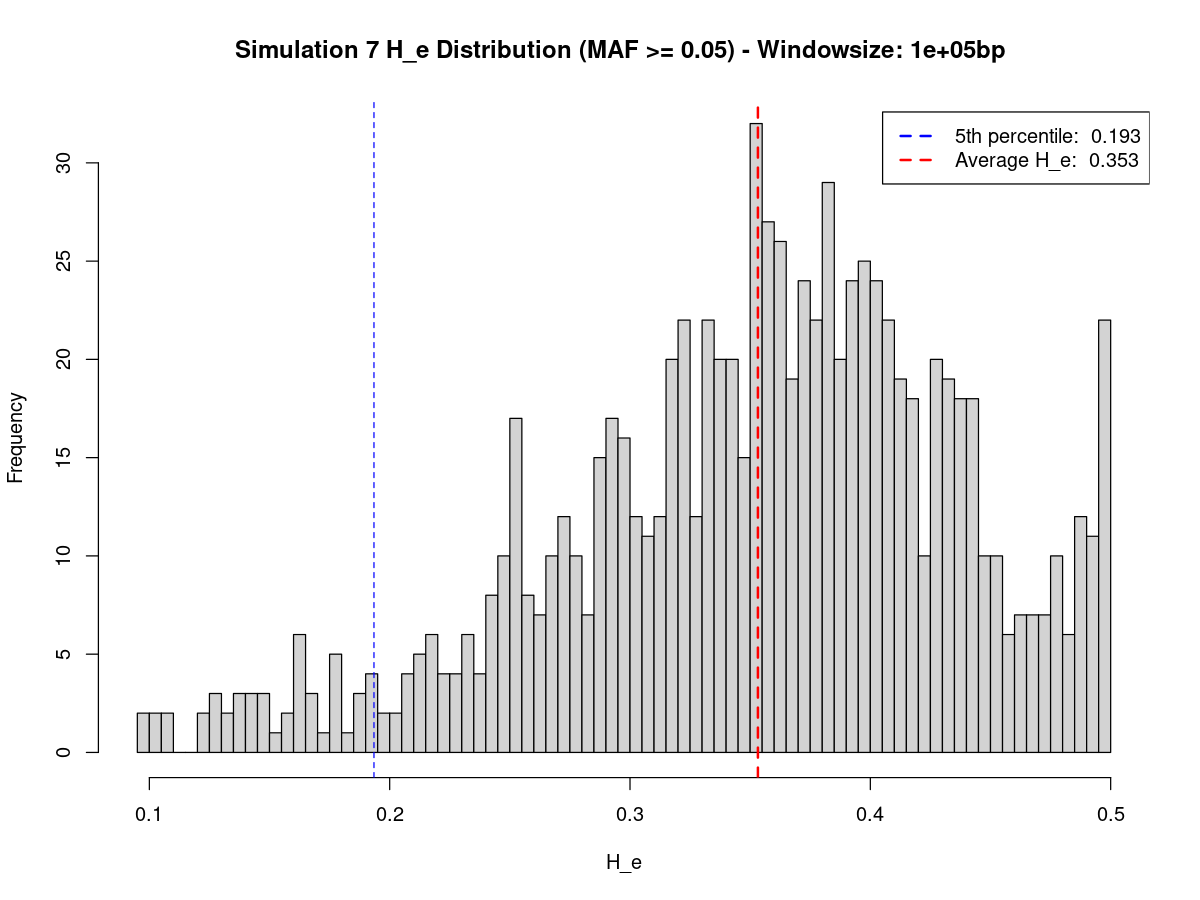 Simulation 7 H_e Distribution (MAF >= 0.05) - Windowsize: 1e+05bp
5th percentile: 0.193
Average H_e: 0.353
Frequency
30
25
20
15
10
5
0
0.1 0.2 0.3 0.4 0.5
H_e